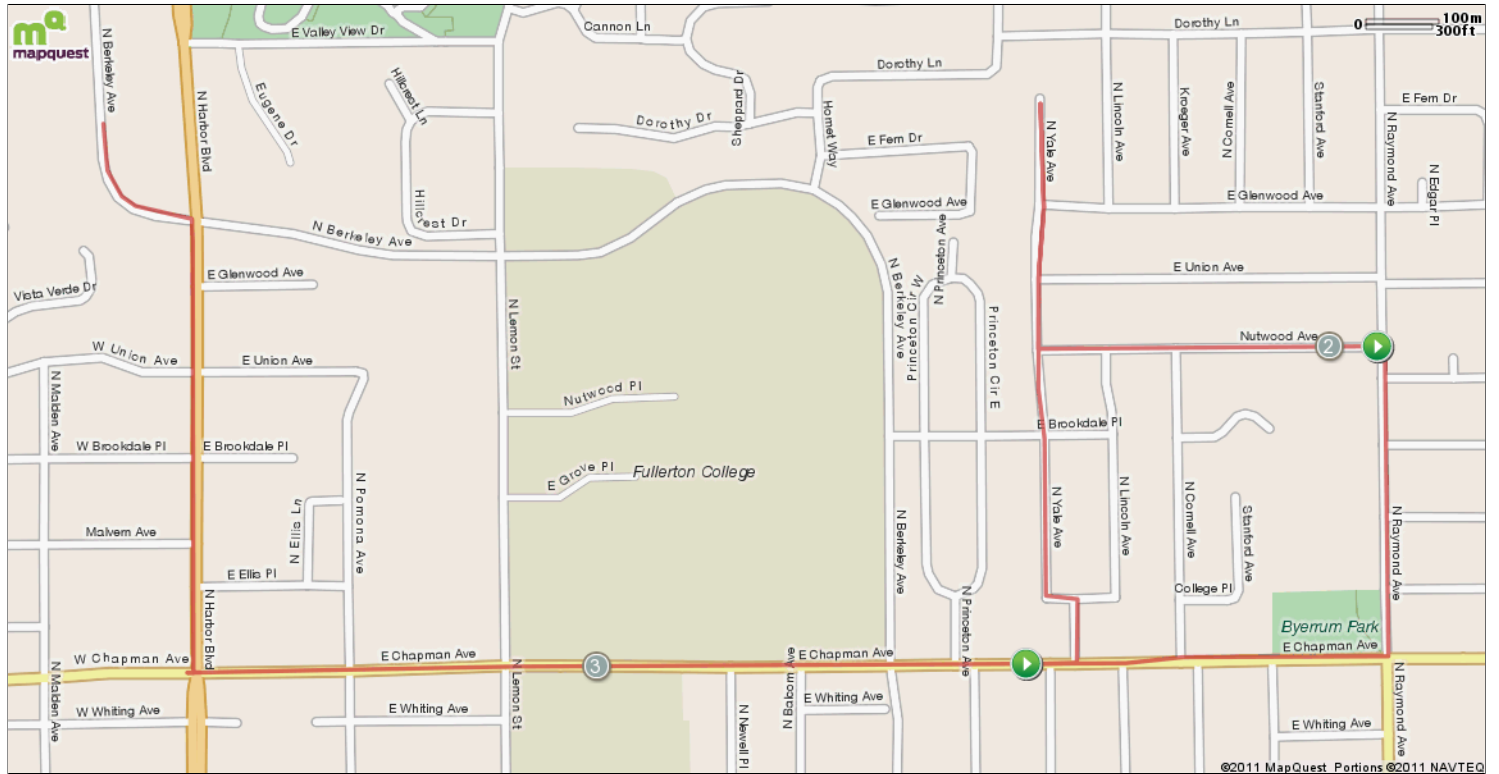 mapquest
0 100m
300ft
Cannon Ln
Dorothy Ln
E Valley View Dr
N Berkeley Ave
N Harbor Blvd
Eugene Dr
Hillcrest Ln
Sheppard Dr
Dorothy Ln
Dorothy Dr
Hornet Way
E Fern Dr
N Yale Ave
N Lincoln Ave
Kroeger Ave
N Cornell Ave
Stanford Ave
N Raymond Ave
E Fern Dr
N Edgar Pl
E Glenwood Ave
E Glenwood Ave
Hillcrest Dr
N Berkeley Ave
N Princeton Ave
E Glenwood Ave
Vista Verde Dr
N Lemon St
N Berkeley Ave
Princeton Cir W
Princeton Cir E
E Union Ave
Nutwood Ave
2
W Union Ave
E Union Ave
N Malden Ave
Nutwood Pl
W Brookdale Pl
E Brookdale Pl
E Brookdale Pl
E Grove Pl
Fullerton College
N Pomona Ave
N Ellis Ln
Malvern Ave
E Ellis Pl
N Berkeley Ave
N Yale Ave
N Lincoln Ave
N Cornell Ave
Stanford Ave
N Raymond Ave
College Pl
N Harbor Blvd
N Princeton Ave
Byerrum Park
E Chapman Ave
W Chapman Ave
E Chapman Ave
3
E Chapman Ave
N Malden Ave
N Lemon St
N Babom Ave
N Raymond Ave
W Whiting Ave
E Whiting Ave
N Newell Pl
E Whiting Ave
E Whiting Ave
©2011 MapQuest Portions ©2011 NAVTEQ